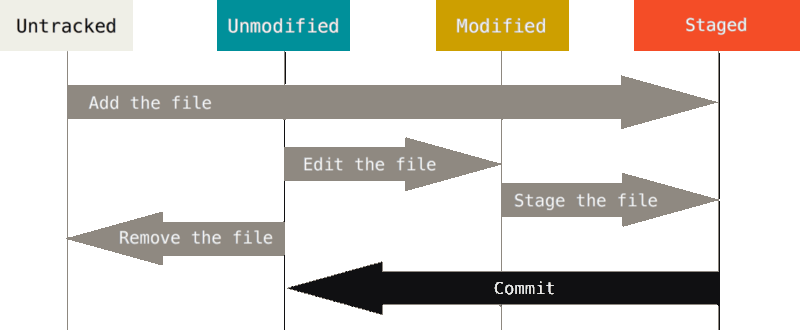 Untracked
Unmodified
Modified
Staged
Add the file
Edit the file
Stage the file
Remove the file
Commit